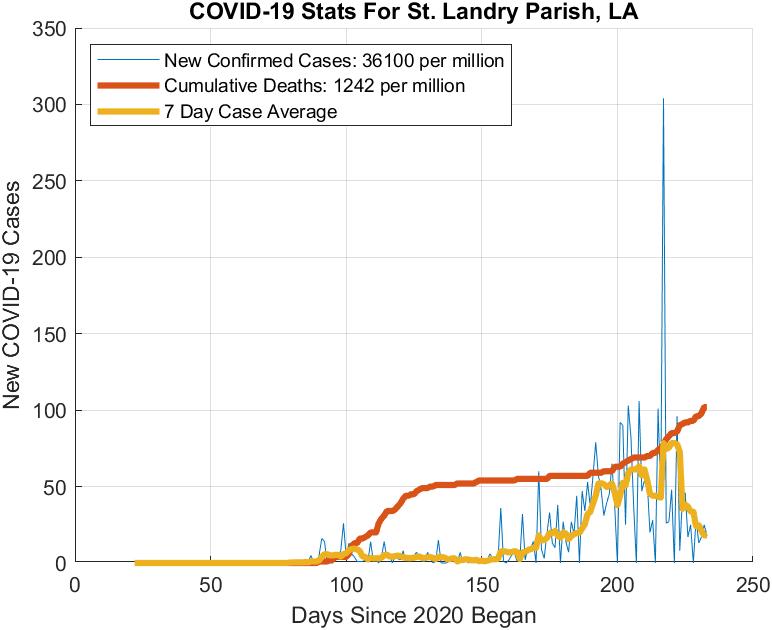 COVID-19 Stats For St. Landry Parish, LA
350
300
250
200
150
100
50
0
New COVID-19 Cases
New Confirmed Cases: 36100 per million
Cumulative Deaths: 1242 per million
7 Day Case Average
0 50 100 150 200 250
Days Since 2020 Began